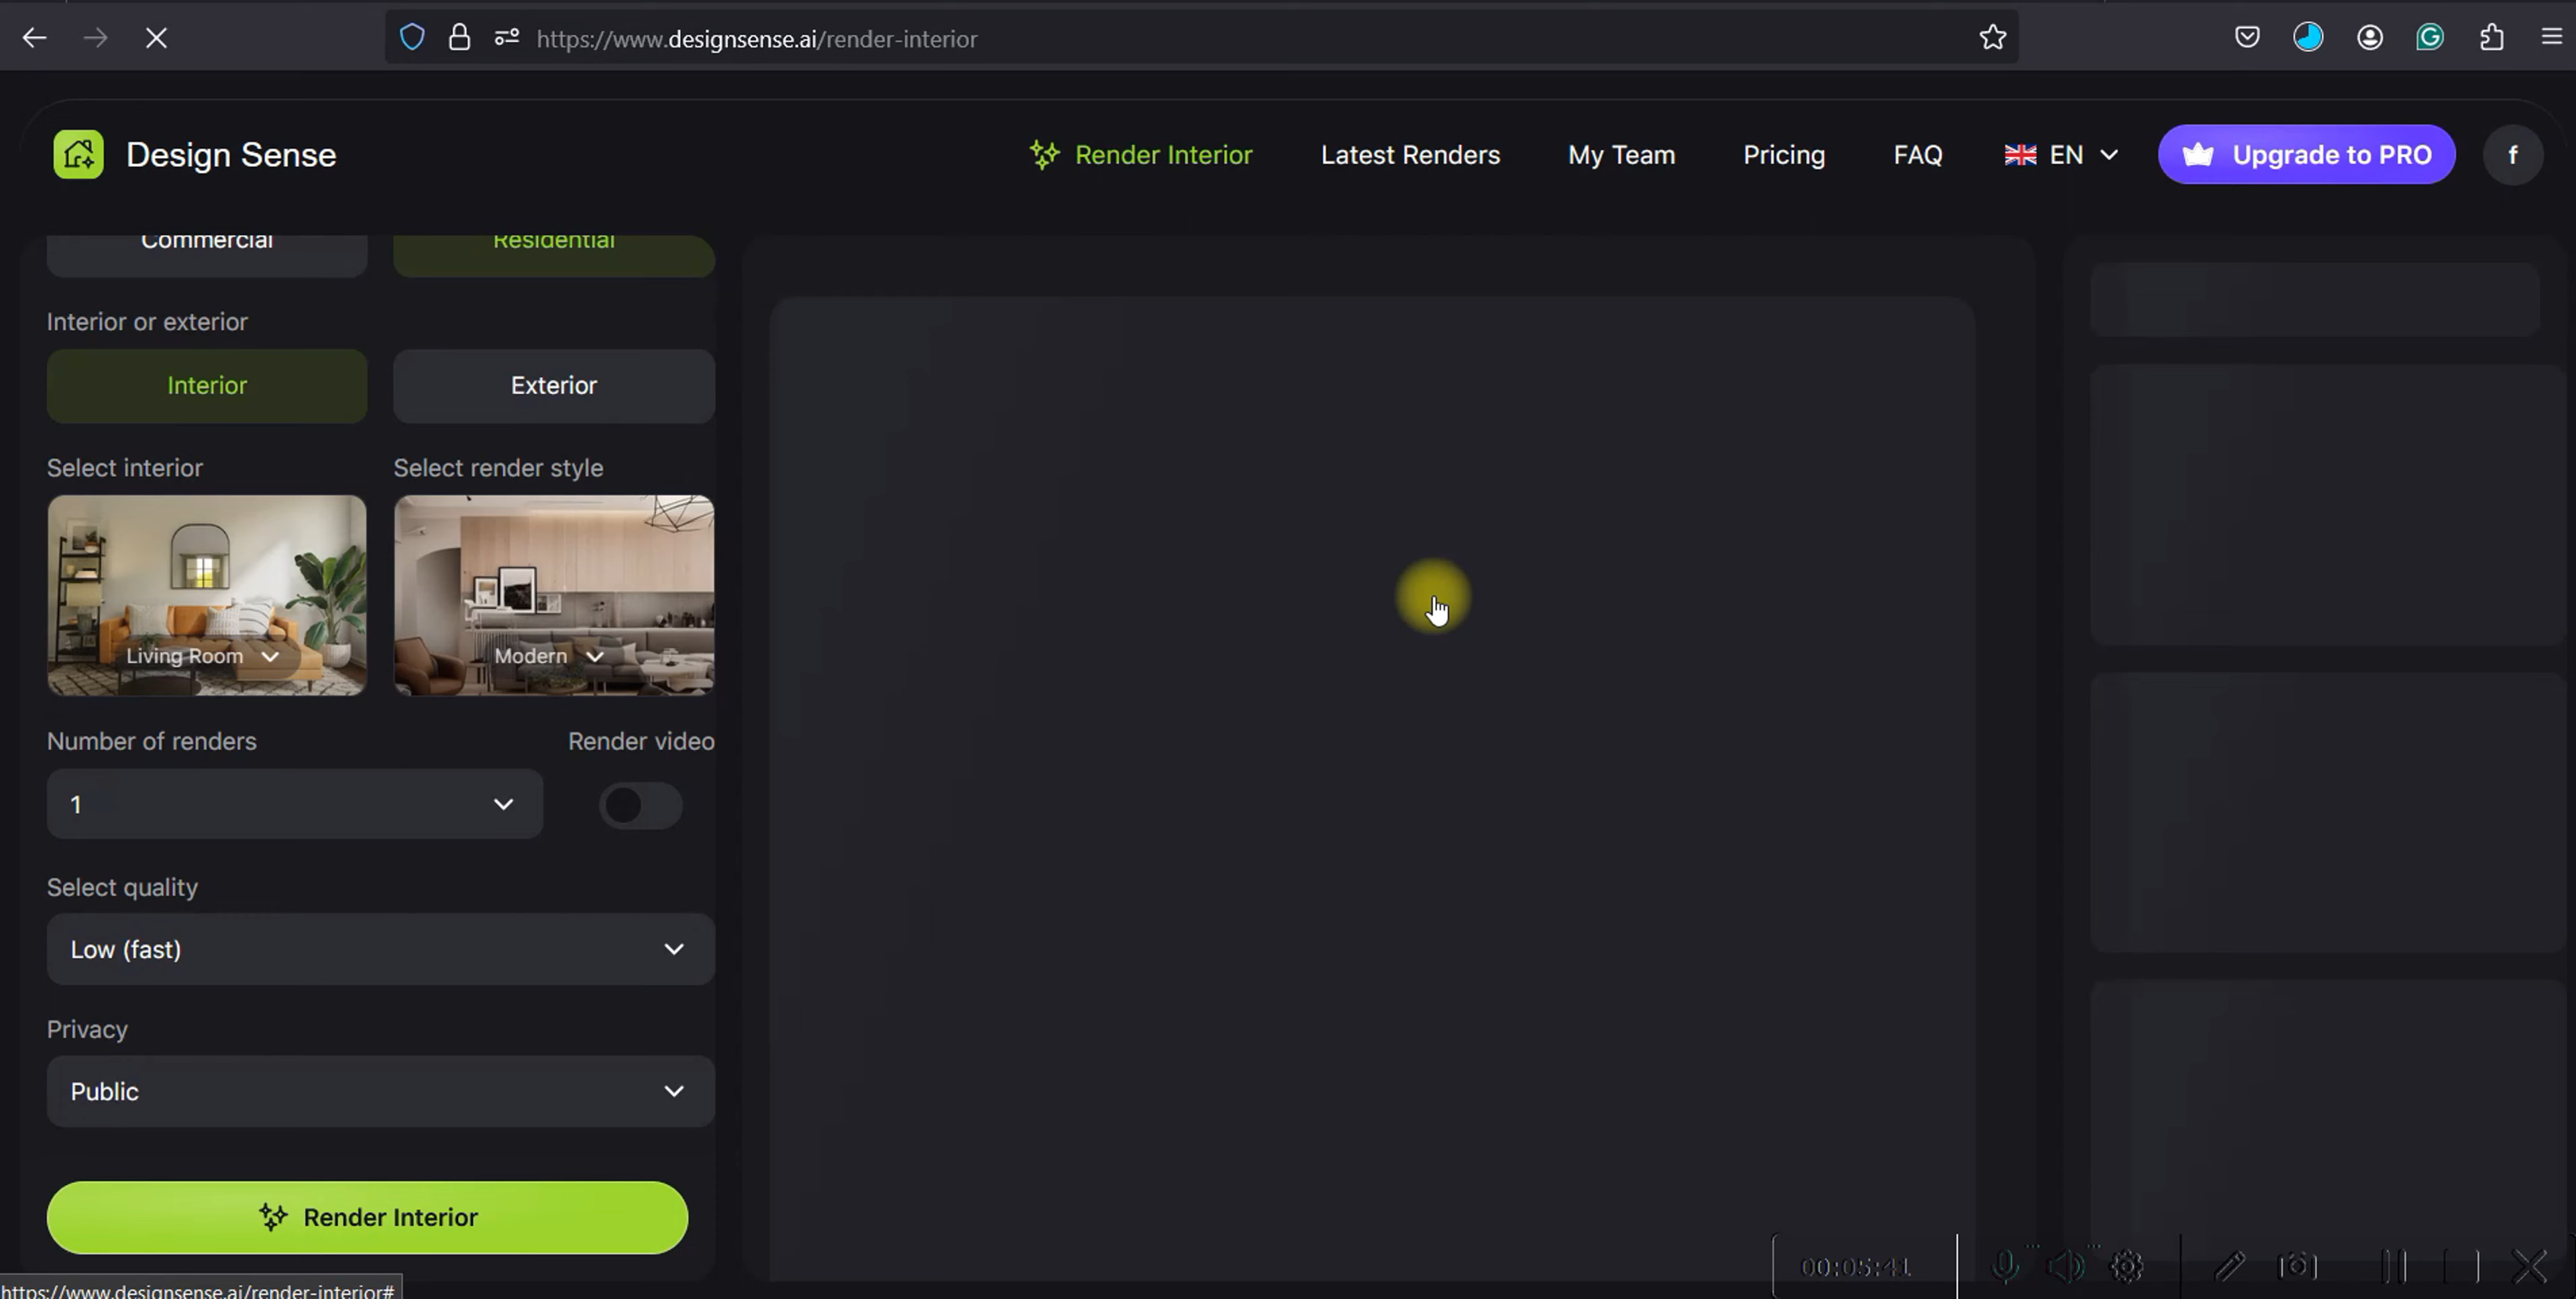 https://www.designsense.ai/render-interior
Design Sense
Render Interior
Latest Renders
My Team
Pricing
FAQ
EN
Upgrade to PRO
f
Commercial
Residential
Interior or exterior
Interior
Exterior
Select interior
Select render style
Living Room
Modern
Number of renders
Render video
1
Select quality
Low (fast)
Privacy
Public
Render Interior
00:05:41
https://www.designsense.ai/render-interior#